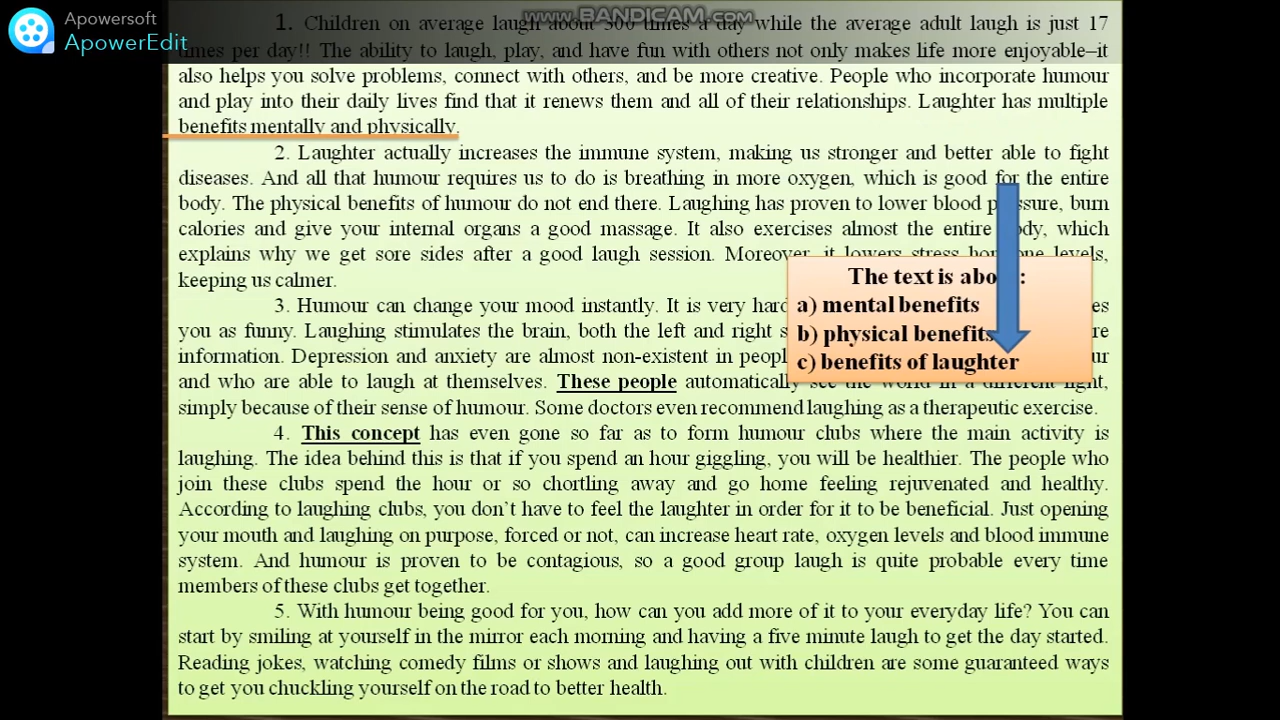 Apowersoft
ApowerEdit
www.BANDICAM.com
1. Children on average laugh about 300 times a day while the average adult laugh is just 17
times per day!! The ability to laugh, play, and have fun with others not only makes life more enjoyable–it
also helps you solve problems, connect with others, and be more creative. People who incorporate humour
and play into their daily lives find that it renews them and all of their relationships. Laughter has multiple
benefits mentally and physically.
2. Laughter actually increases the immune system, making us stronger and better able to fight
diseases. And all that humour requires us to do is breathing in more oxygen, which is good for the entire
body. The physical benefits of humour do not end there. Laughing has proven to lower blood pressure, burn
calories and give your internal organs a good massage. It also exercises almost the entire body, which
explains why we get sore sides after a good laugh session. Moreover, it lowers stress hormone levels,
keeping us calmer.
The text is about:
a) mental benefits
b) physical benefits
c) benefits of laughter
3. Humour can change your mood instantly. It is very hard
you as funny. Laughing stimulates the brain, both the left and right
information. Depression and anxiety are almost non-existent in
and who are able to laugh at themselves. These people automatically see the world in a different light,
simply because of their sense of humour. Some doctors even recommend laughing as a therapeutic exercise.
4. This concept has even gone so far as to form humour clubs where the main activity is
laughing. The idea behind this is that if you spend an hour giggling, you will be healthier. The people who
join these clubs spend the hour or so chortling away and go home feeling rejuvenated and healthy.
According to laughing clubs, you don't have to feel the laughter in order for it to be beneficial. Just opening
your mouth and laughing on purpose, forced or not, can increase heart rate, oxygen levels and blood immune
system. And humour is proven to be contagious, so a good group laugh is quite probable every time
members of these clubs get together.
5. With humour being good for you, how can you add more of it to your everyday life? You can
start by smiling at yourself in the mirror each morning and having a five minute laugh to get the day started.
Reading jokes, watching comedy films or shows and laughing out with children are some guaranteed ways
to get you chuckling yourself on the road to better health.